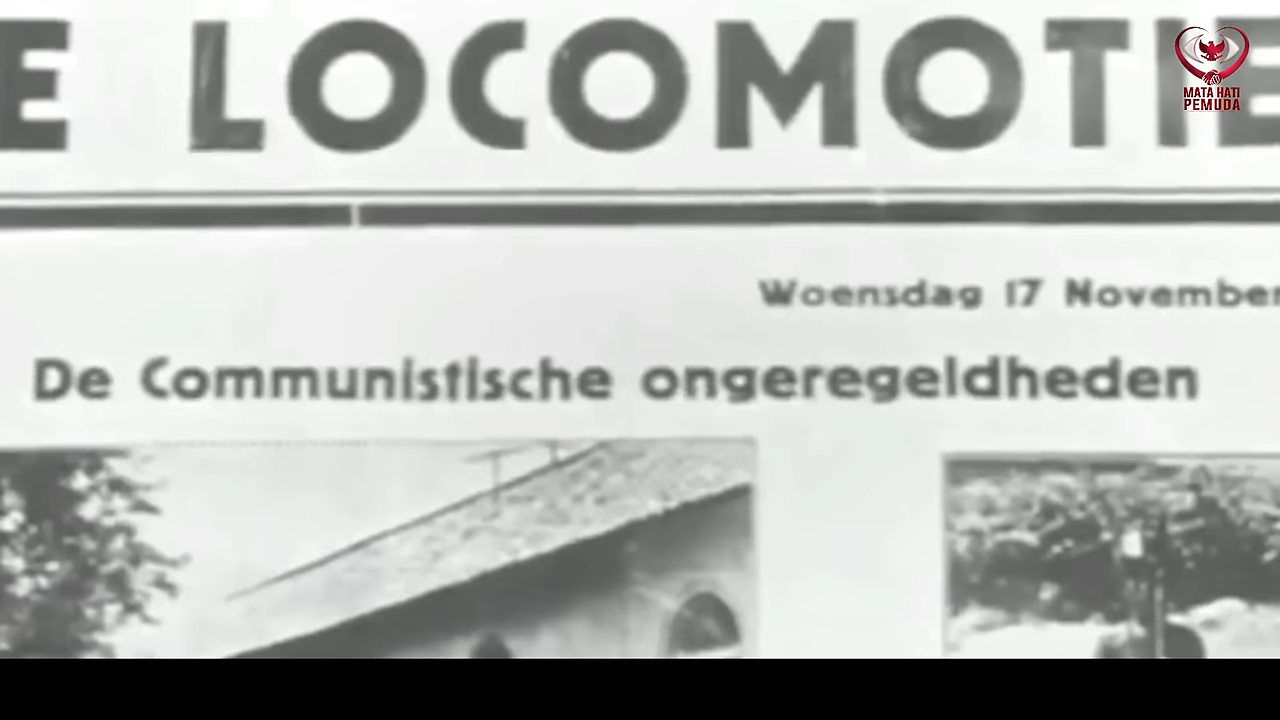 E LOCOMOTIE
MATA HATI
PEMUDA
Woensdag 17 November
De Communistische ongeregeldheden